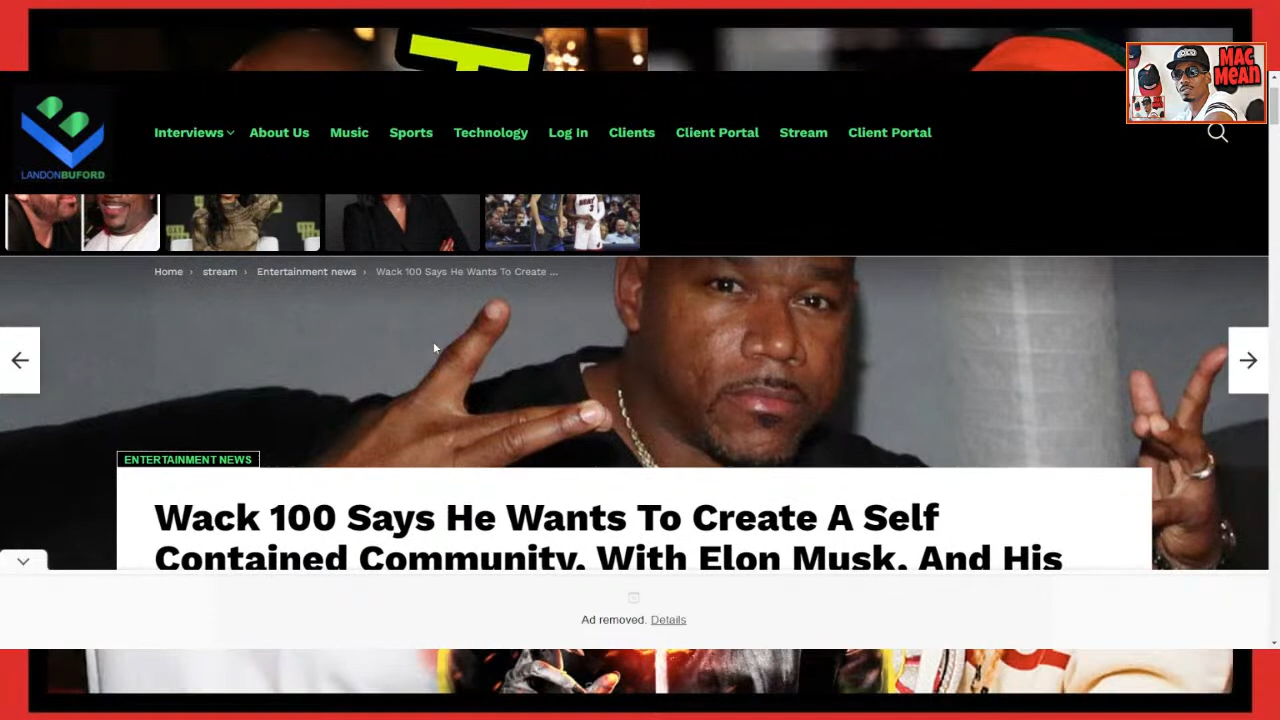 MAC
MEAN
Interviews About Us Music Sports Technology Log In Clients Client Portal Stream Client Portal
LANDONBUFORD
Home › stream › Entertainment news › Wack 100 Says He Wants To Create ...
ENTERTAINMENT NEWS
Wack 100 Says He Wants To Create A Self
Contained Community, With Elon Musk, And His
Ad removed. Details